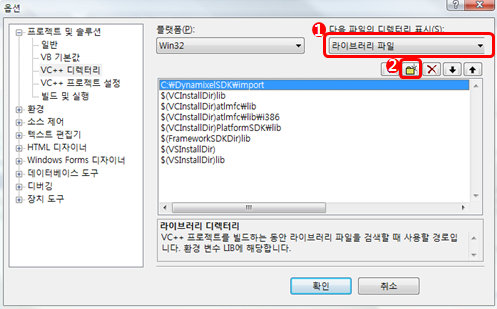 옵션
프로젝트 및 솔루션
일반
VB 기본값
VC++ 디렉터리
VC++ 프로젝트 설정
빌드 및 실행
환경
소스 제어
텍스트 편집기
HTML 디자이너
Windows Forms 디자이너
데이터베이스 도구
디버깅
장치 도구
플랫폼(P):
Win32
1
다음 파일의 디렉터리 표시(S):
라이브러리 파일
2
C:₩DynamixelSDK₩import
$(VCInstallDir)lib
$(VCInstallDir)atlmfc₩lib
$(VCInstallDir)atlmfc₩lib₩i386
$(VCInstallDir)PlatformSDK₩lib
$(FrameworkSDKDir)lib
$(VSInstallDir)
$(VSInstallDir)lib
라이브러리 디렉터리
VC++ 프로젝트를 빌드하는 동안 라이브러리 파일을 검색할 때 사용할 경로입
니다. 환경 변수 LIB에 해당합니다.
확인
취소